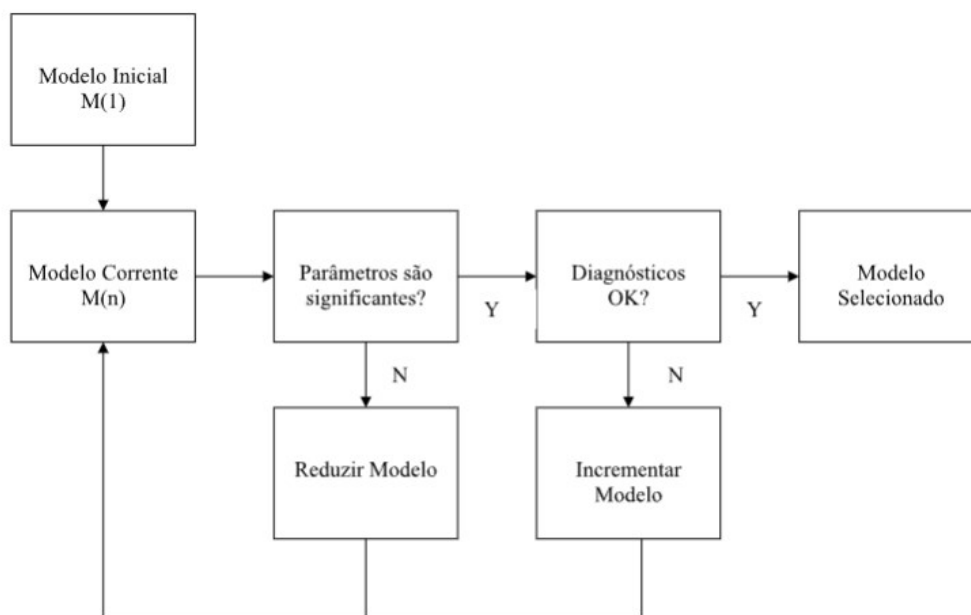 Modelo Inicial
M(1)
Modelo Corrente
M(n)
Parâmetros são
significantes?
Y
Diagnósticos
OK?
Y
Modelo
Selecionado
N
N
Reduzir Modelo
Incrementar
Modelo